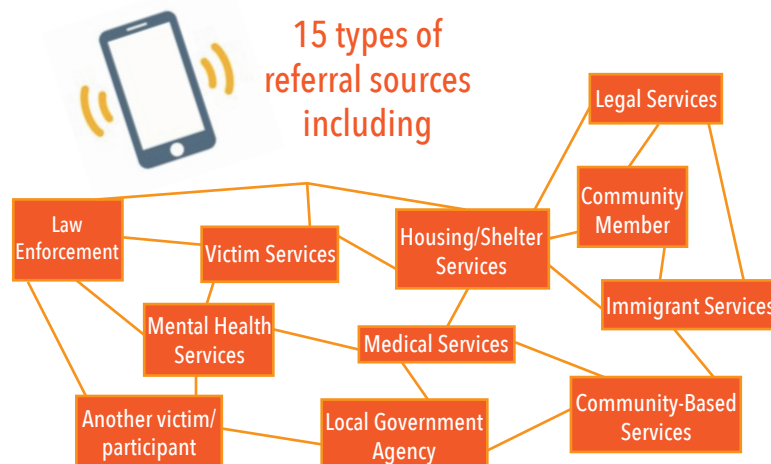 15 types of
referral sources
including
Legal Services
Community
Member
Law
Enforcement
Victim Services
Housing/Shelter
Services
Immigrant Services
Mental Health
Services
Medical Services
Another victim/
participant
Local Government
Agency
Community-Based
Services